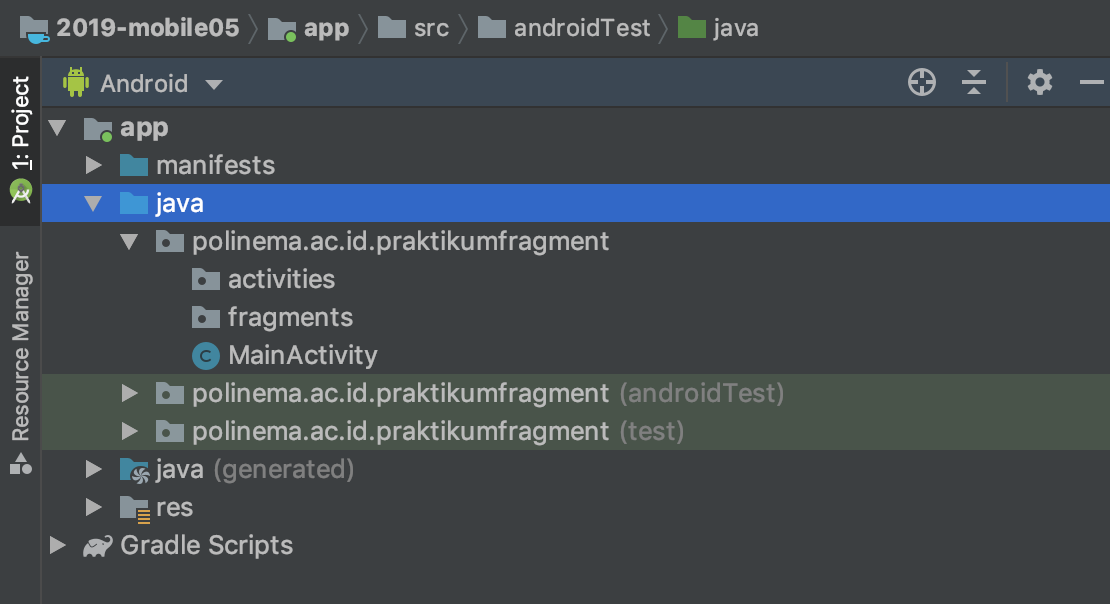 2019-mobile05 app src androidTest java
1: Project
Resource Manager
Android
app
manifests
java
polinema.ac.id.praktikumfragment
activities
fragments
C MainActivity
polinema.ac.id.praktikumfragment (androidTest)
polinema.ac.id.praktikumfragment (test)
java (generated)
res
Gradle Scripts